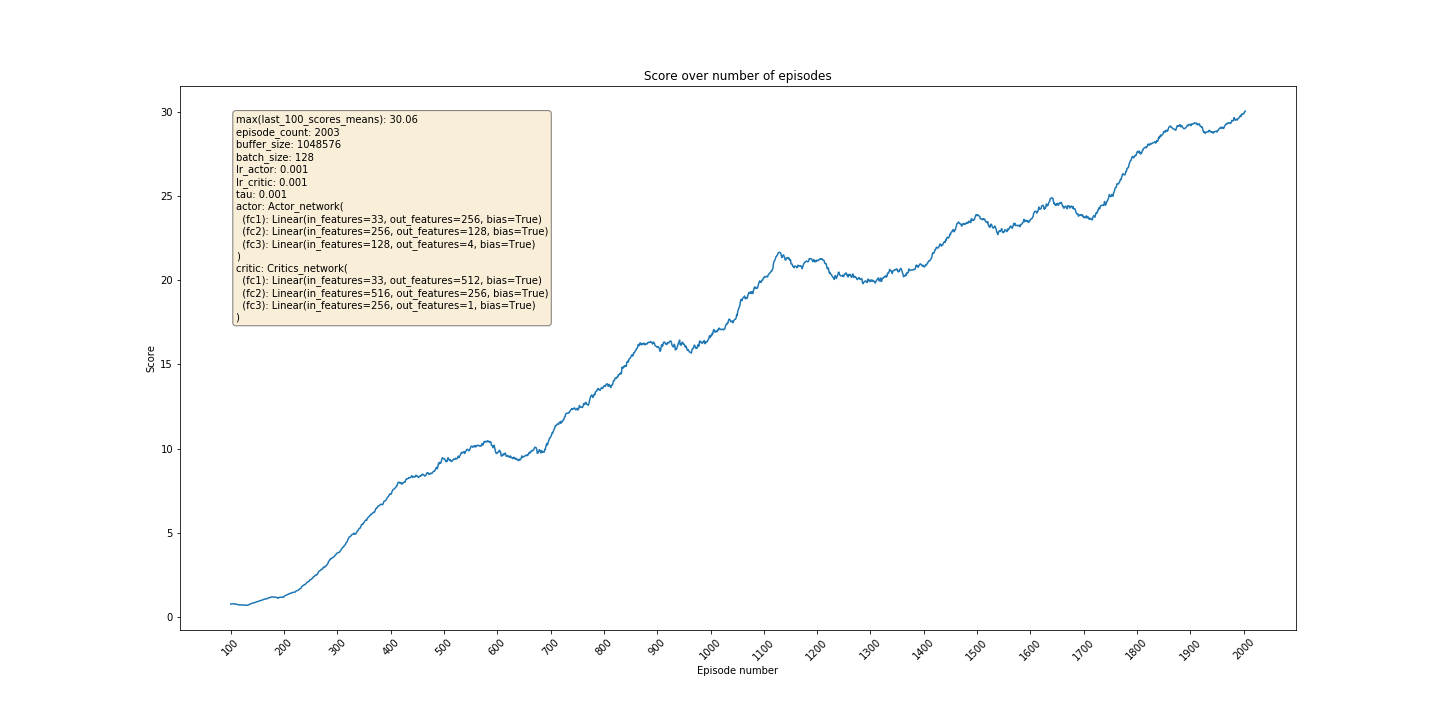 Score over number of episodes
max(last_100_scores_means): 30.06
episode_count: 2003
buffer_size: 1048576
batch_size: 128
lr_actor: 0.001
lr_critic: 0.001
tau: 0.001
actor: Actor_network(
(fc1): Linear(in_features=33, out_features=256, bias=True)
(fc2): Linear(in_features=256, out_features=128, bias=True)
(fc3): Linear(in_features=128, out_features=4, bias=True)
)
critic: Critics_network(
(fc1): Linear(in_features=33, out_features=512, bias=True)
(fc2): Linear(in_features=516, out_features=256, bias=True)
(fc3): Linear(in_features=256, out_features=1, bias=True)
)
30
25
20
15
10
5
0
Score
100 200 300 400 500 600 700 800 900 1000 1100 1200 1300 1400 1500 1600 1700 1800 1900 2000
Episode number